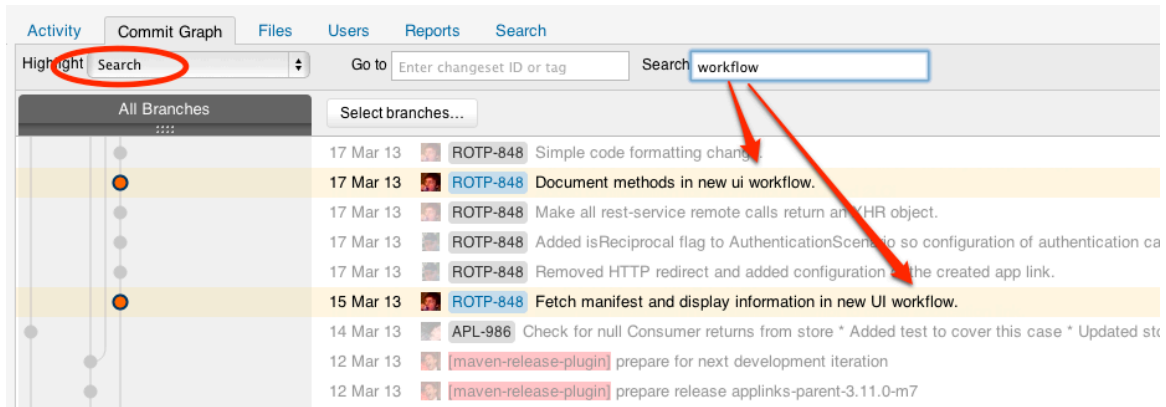 Activity Commit Graph Files Users Reports Search
Highlight Search Go to Enter changeset ID or tag Search workflow
All Branches Select branches...
17 Mar 13 ROTP-848 Simple code formatting change.
17 Mar 13 ROTP-848 Document methods in new ui workflow.
17 Mar 13 ROTP-848 Make all rest-service remote calls return an XHR object.
17 Mar 13 ROTP-848 Added isReciprocal flag to AuthenticationScenario so configuration of authentication ca
17 Mar 13 ROTP-848 Removed HTTP redirect and added configuration the created app link.
15 Mar 13 ROTP-848 Fetch manifest and display information in new UI workflow.
14 Mar 13 APL-986 Check for null Consumer returns from store * Added test to cover this case * Updated sto
12 Mar 13 [maven-release-plugin] prepare for next development iteration
12 Mar 13 [maven-release-plugin] prepare release applinks-parent-3.11.0-m7